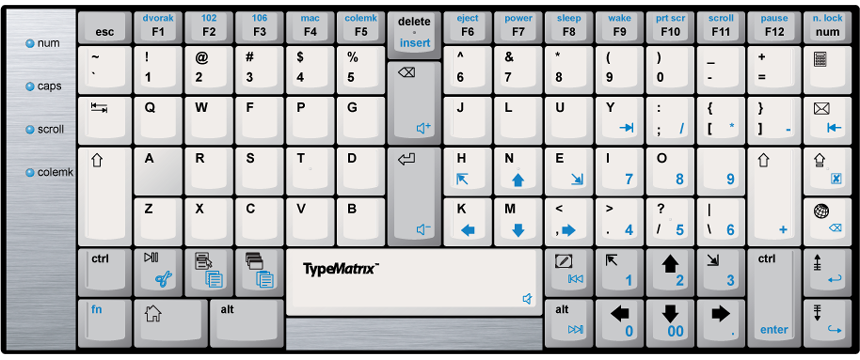 dvorak 102 106 mac colemk delete eject power sleep wake prt scr scroll pause n. lock
esc F1 F2 F3 F4 F5 insert F6 F7 F8 F9 F10 F11 F12 num
num
~ ! @ # $ % ^ & * ( ) _ +
` 1 2 3 4 5 6 7 8 9 0 - =
caps
Q W F P G J L U Y : { }
; / [ * ] -
scroll
A R S T D H N E I O
7 8 9
colemk
Z X C V B K M < > ? |
, . 4 / 5 \ 6 +
ctrl TypeMatrix™ ctrl
1 2 3
fn alt alt enter
0 00 .